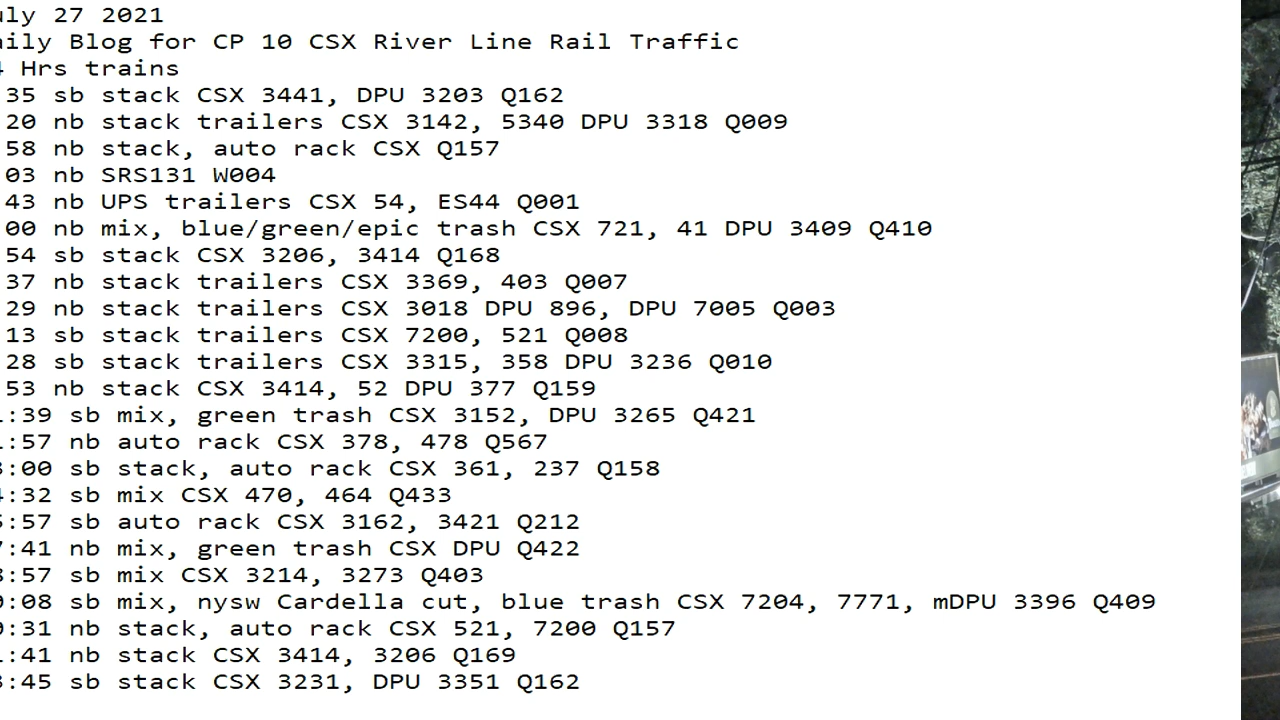 uly 27 2021
aily Blog for CP 10 CSX River Line Rail Traffic
4 Hrs trains
35 sb stack CSX 3441, DPU 3203 Q162
20 nb stack trailers CSX 3142, 5340 DPU 3318 Q009
58 nb stack, auto rack CSX Q157
03 nb SRS131 W004
43 nb UPS trailers CSX 54, ES44 Q001
00 nb mix, blue/green/epic trash CSX 721, 41 DPU 3409 Q410
54 sb stack CSX 3206, 3414 Q168
37 nb stack trailers CSX 3369, 403 Q007
29 nb stack trailers CSX 3018 DPU 896, DPU 7005 Q003
13 sb stack trailers CSX 7200, 521 Q008
28 sb stack trailers CSX 3315, 358 DPU 3236 Q010
53 nb stack CSX 3414, 52 DPU 377 Q159
:39 sb mix, green trash CSX 3152, DPU 3265 Q421
:57 nb auto rack CSX 378, 478 Q567
:00 sb stack, auto rack CSX 361, 237 Q158
:32 sb mix CSX 470, 464 Q433
:57 sb auto rack CSX 3162, 3421 Q212
:41 nb mix, green trash CSX DPU Q422
:57 sb mix CSX 3214, 3273 Q403
:08 sb mix, nysw Cardella cut, blue trash CSX 7204, 7771, mDPU 3396 Q409
:31 nb stack, auto rack CSX 521, 7200 Q157
:41 nb stack CSX 3414, 3206 Q169
:45 sb stack CSX 3231, DPU 3351 Q162